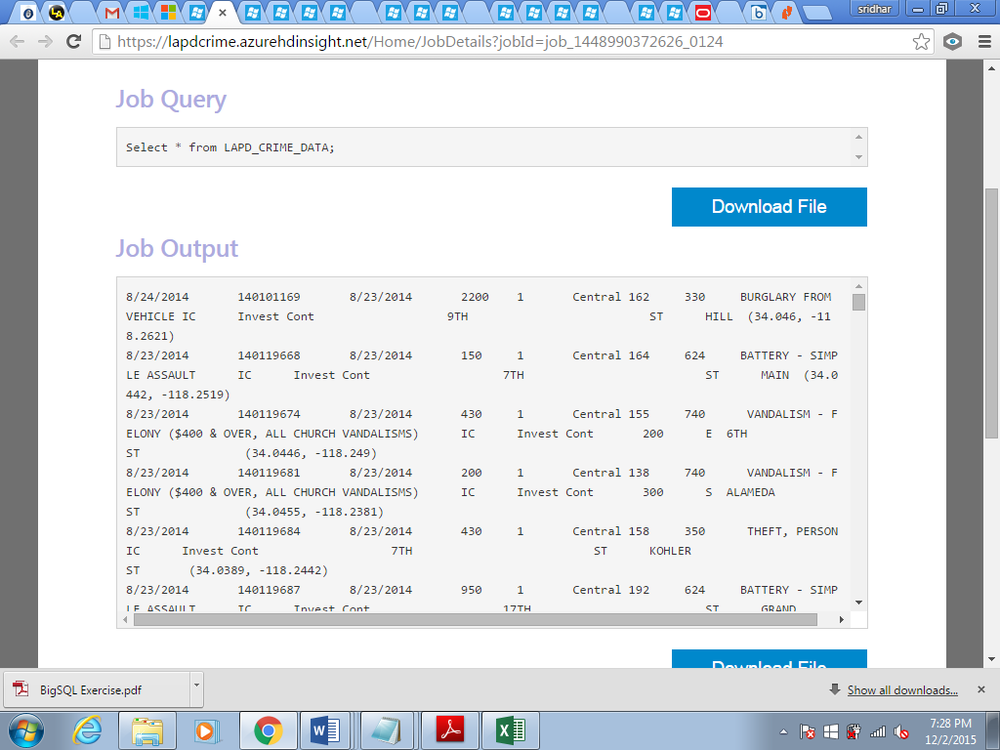 sridhar
https://lapdcrime.azurehdinsight.net/Home/JobDetails?jobId=job_1448990372626_0124
Job Query
Select * from LAPD_CRIME_DATA;
Download File
Job Output
8/24/2014 140101169 8/23/2014 2200 1 Central 162 330 BURGLARY FROM
VEHICLE IC Invest Cont 9TH ST HILL (34.046, -11
8.2621)
8/23/2014 140119668 8/23/2014 150 1 Central 164 624 BATTERY - SIMP
LE ASSAULT IC Invest Cont 7TH ST MAIN (34.0
442, -118.2519)
8/23/2014 140119674 8/23/2014 430 1 Central 155 740 VANDALISM - F
ELONY ($400 & OVER, ALL CHURCH VANDALISMS) IC Invest Cont 200 E 6TH
ST (34.0446, -118.249)
8/23/2014 140119681 8/23/2014 200 1 Central 138 740 VANDALISM - F
ELONY ($400 & OVER, ALL CHURCH VANDALISMS) IC Invest Cont 300 S ALAMEDA
ST (34.0455, -118.2381)
8/23/2014 140119684 8/23/2014 430 1 Central 158 350 THEFT, PERSON
IC Invest Cont 7TH ST KOHLER
ST (34.0389, -118.2442)
8/23/2014 140119687 8/23/2014 950 1 Central 192 624 BATTERY - SIMP
LE ASSAULT IC Invest Cont 17TH ST GRAND
Download File
BigSQL Exercise.pdf
Show all downloads...
7:28 PM
12/2/2015